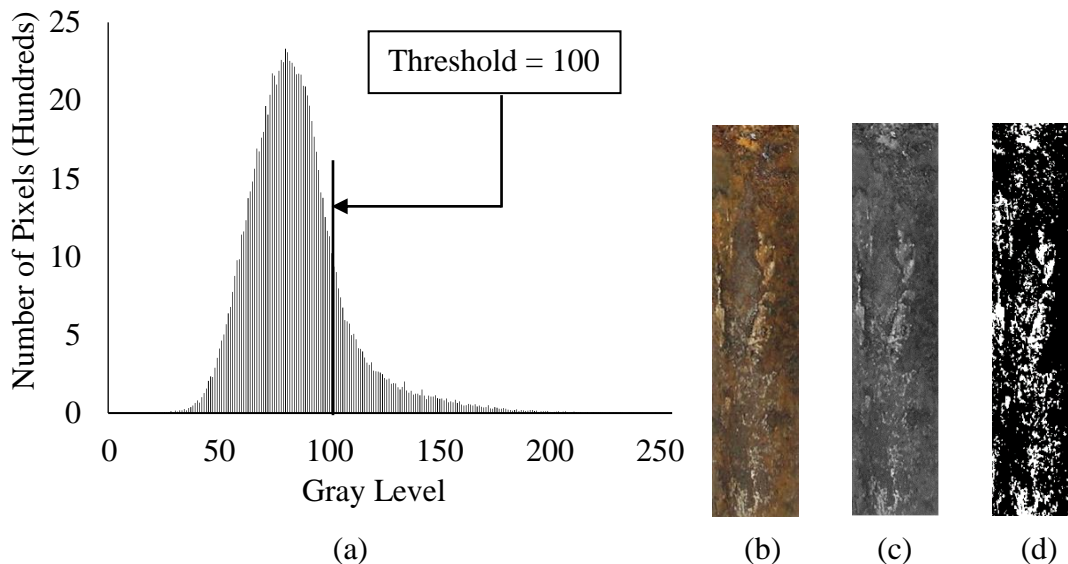 Number of Pixels (Hundreds)
25
20
15
10
5
0
Threshold = 100
0 50 100 150 200 250
Gray Level
(a) (b) (c) (d)